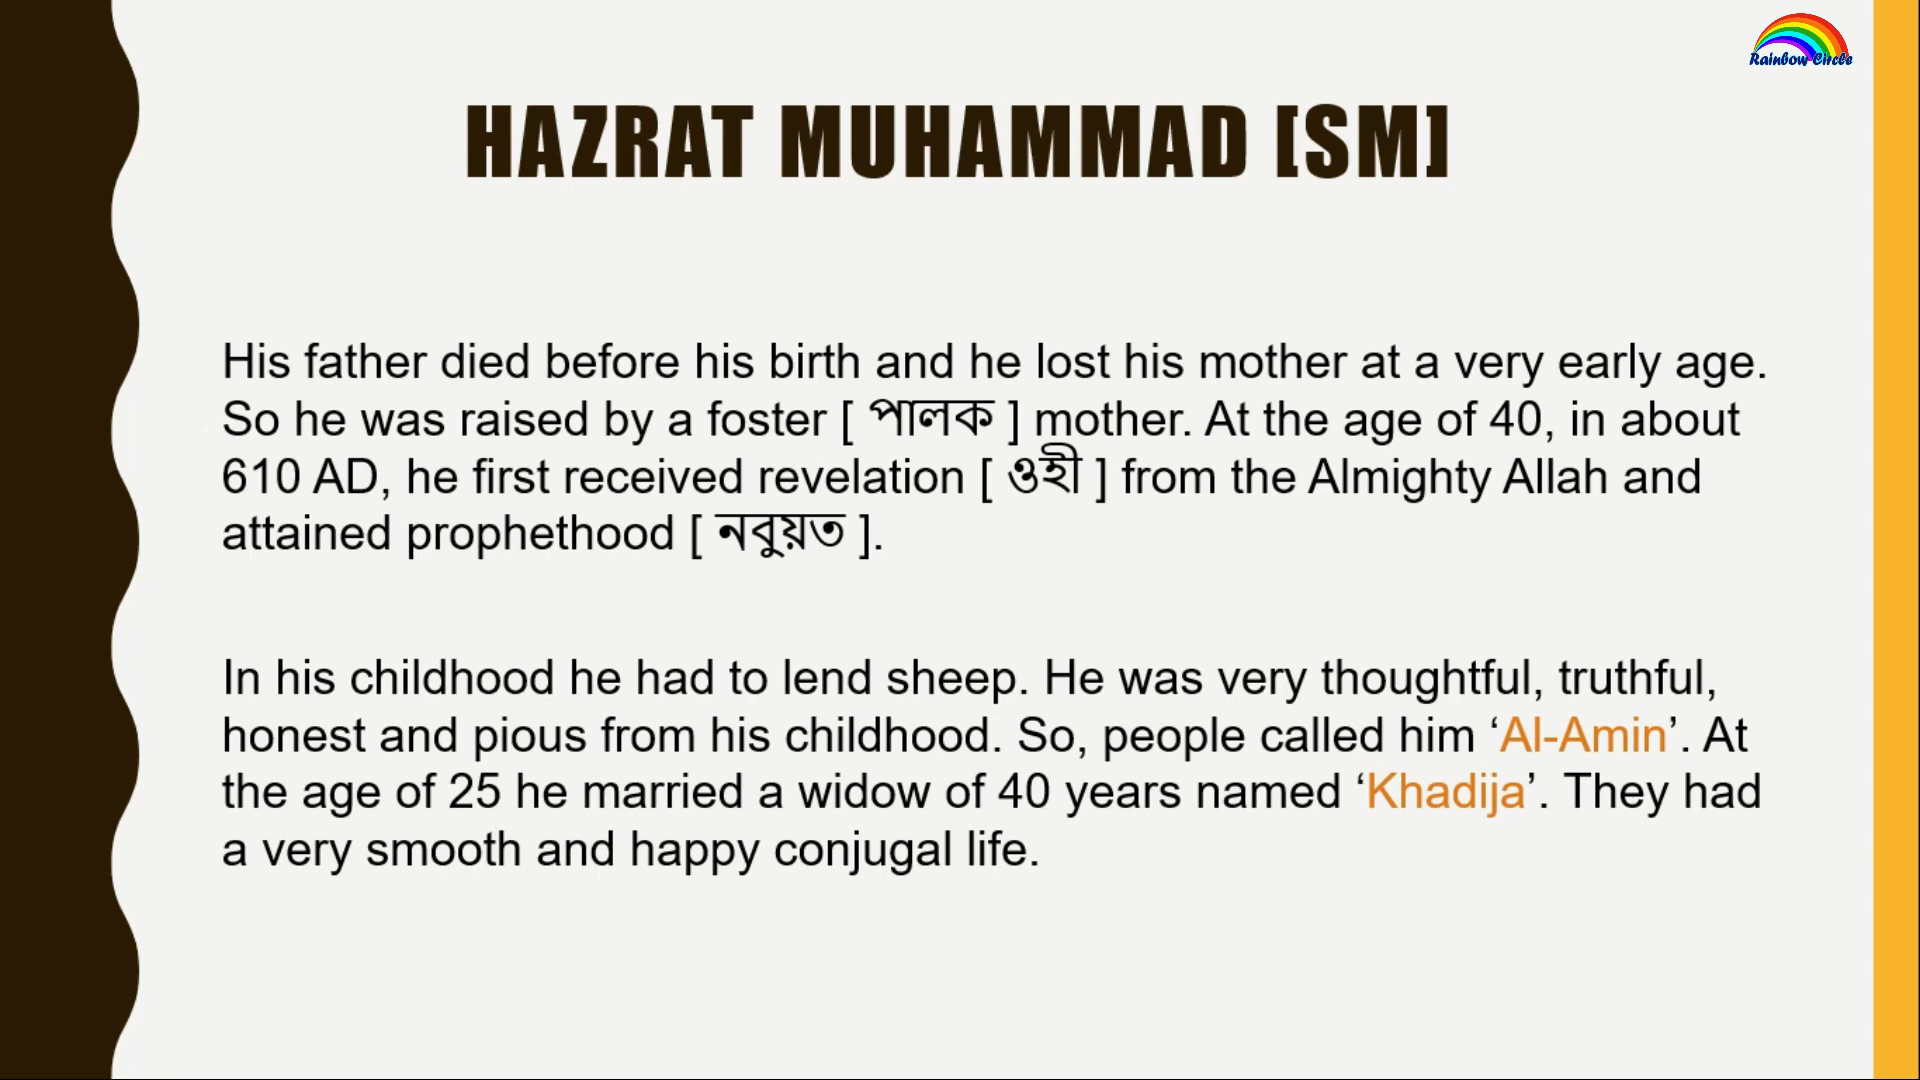 Rainbow Circle
HAZRAT MUHAMMAD [SM]
His father died before his birth and he lost his mother at a very early age.
So he was raised by a foster [ পালক ] mother. At the age of 40, in about
610 AD, he first received revelation [ ওহী ] from the Almighty Allah and
attained prophethood [ নবুয়ত ].
In his childhood he had to lend sheep. He was very thoughtful, truthful,
honest and pious from his childhood. So, people called him ‘Al-Amin’. At
the age of 25 he married a widow of 40 years named ‘Khadija’. They had
a very smooth and happy conjugal life.